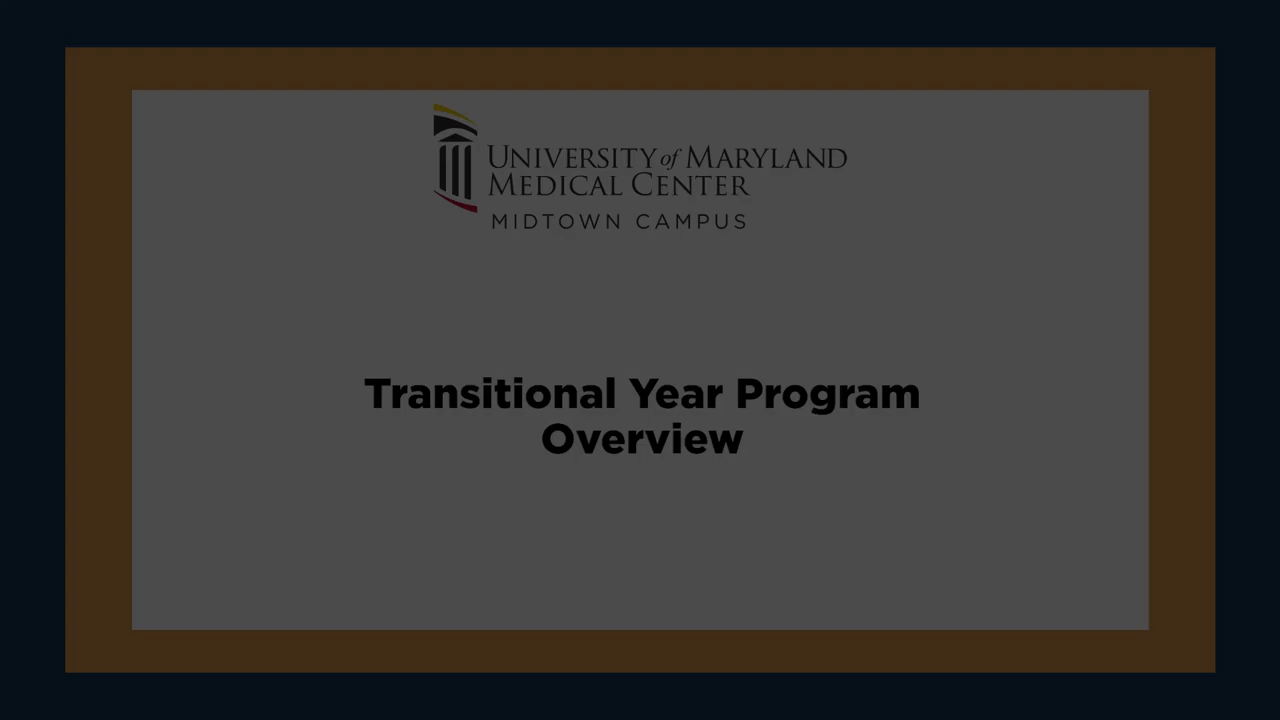 UNIVERSITY of MARYLAND
MEDICAL CENTER
MIDTOWN CAMPUS
Transitional Year Program
Overview